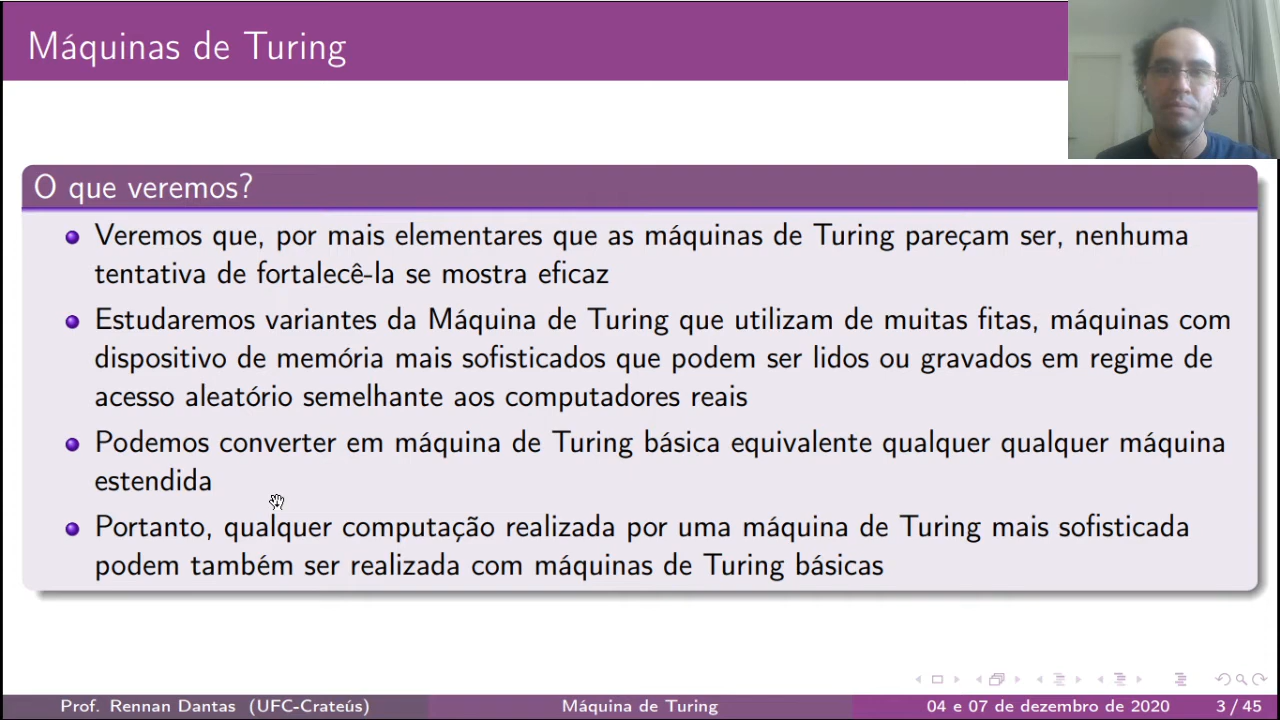 Máquinas de Turing
O que veremos?
Veremos que, por mais elementares que as máquinas de Turing pareçam ser, nenhuma
tentativa de fortalecê-la se mostra eficaz
Estudaremos variantes da Máquina de Turing que utilizam de muitas fitas, máquinas com
dispositivo de memória mais sofisticados que podem ser lidos ou gravados em regime de
acesso aleatório semelhante aos computadores reais
Podemos converter em máquina de Turing básica equivalente qualquer qualquer máquina
estendida
Portanto, qualquer computação realizada por uma máquina de Turing mais sofisticada
podem também ser realizada com máquinas de Turing básicas
Prof. Rennan Dantas (UFC-Crateús) Máquina de Turing 04 e 07 de dezembro de 2020 3 / 45